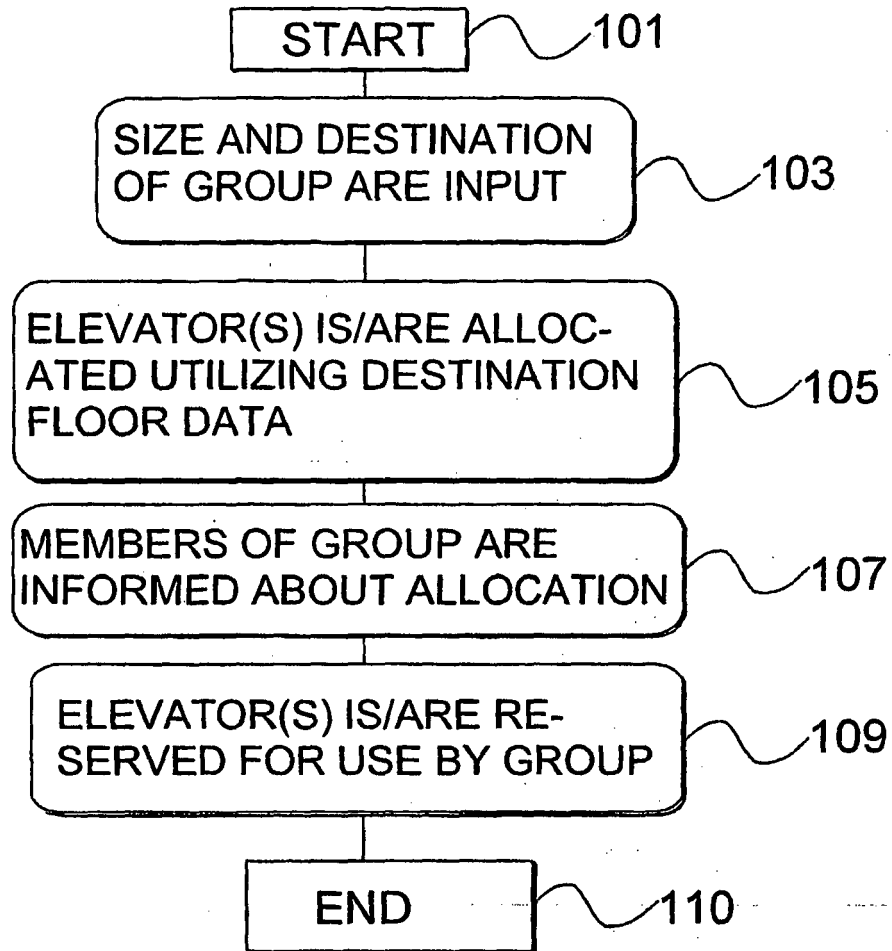 START
101
SIZE AND DESTINATION
OF GROUP ARE INPUT
103
ELEVATOR(S) IS/ARE ALLOC-
ATED UTILIZING DESTINATION
FLOOR DATA
105
MEMBERS OF GROUP ARE
INFORMED ABOUT ALLOCATION
107
ELEVATOR(S) IS/ARE RE-
SERVED FOR USE BY GROUP
109
END
110